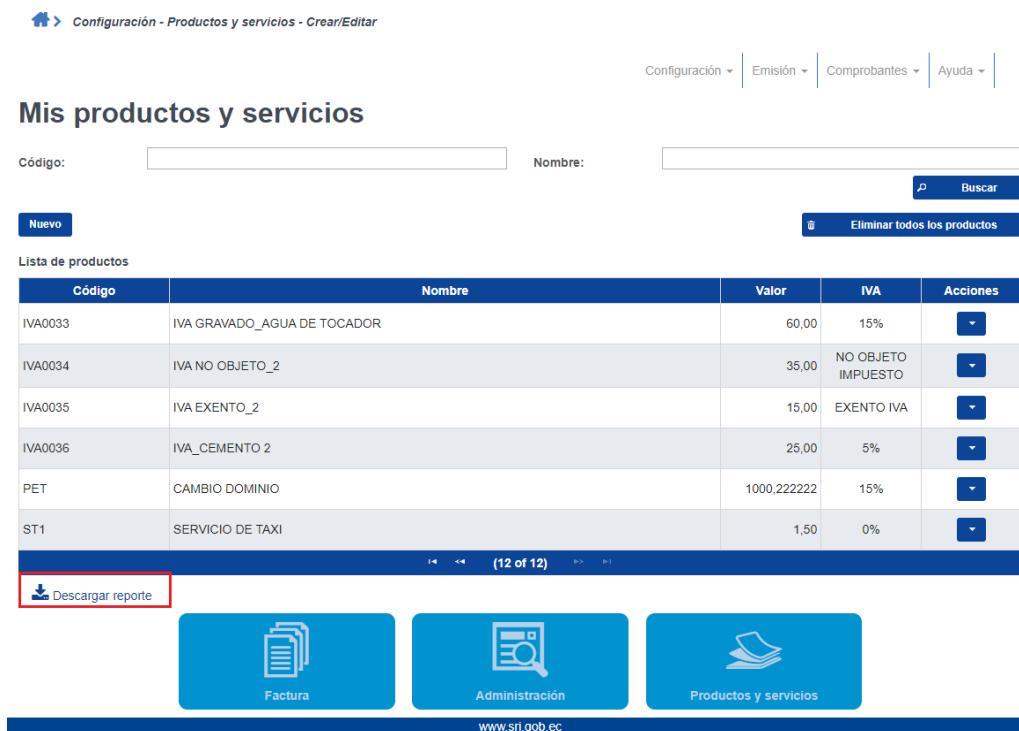 Configuración - Productos y servicios - Crear/Editar
Configuración Emisión Comprobantes Ayuda
Mis productos y servicios
Código: Nombre:
Buscar
Nuevo Eliminar todos los productos
Lista de productos
Código Nombre Valor IVA Acciones
IVA0033 IVA GRAVADO_AGUA DE TOCADOR 60,00 15%
IVA0034 IVA NO OBJETO_2 35,00 NO OBJETO IMPUESTO
IVA0035 IVA EXENTO_2 15,00 EXENTO IVA
IVA0036 IVA_CEMENTO 2 25,00 5%
PET CAMBIO DOMINIO 1000,222222 15%
ST1 SERVICIO DE TAXI 1,50 0%
(12 of 12)
Descargar reporte
Factura Administración Productos y servicios
www.sri.gob.ec